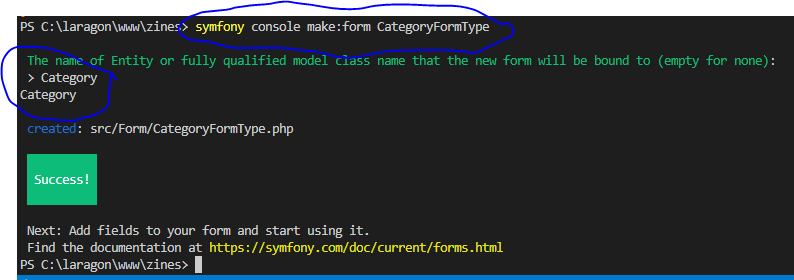 PS C:\laragon\www\zines> symfony console make:form CategoryFormType
The name of Entity or fully qualified model class name that the new form will be bound to (empty for none):
> Category
Category
created: src/Form/CategoryFormType.php
Success!
Next: Add fields to your form and start using it.
Find the documentation at https://symfony.com/doc/current/forms.html
PS C:\laragon\www\zines>